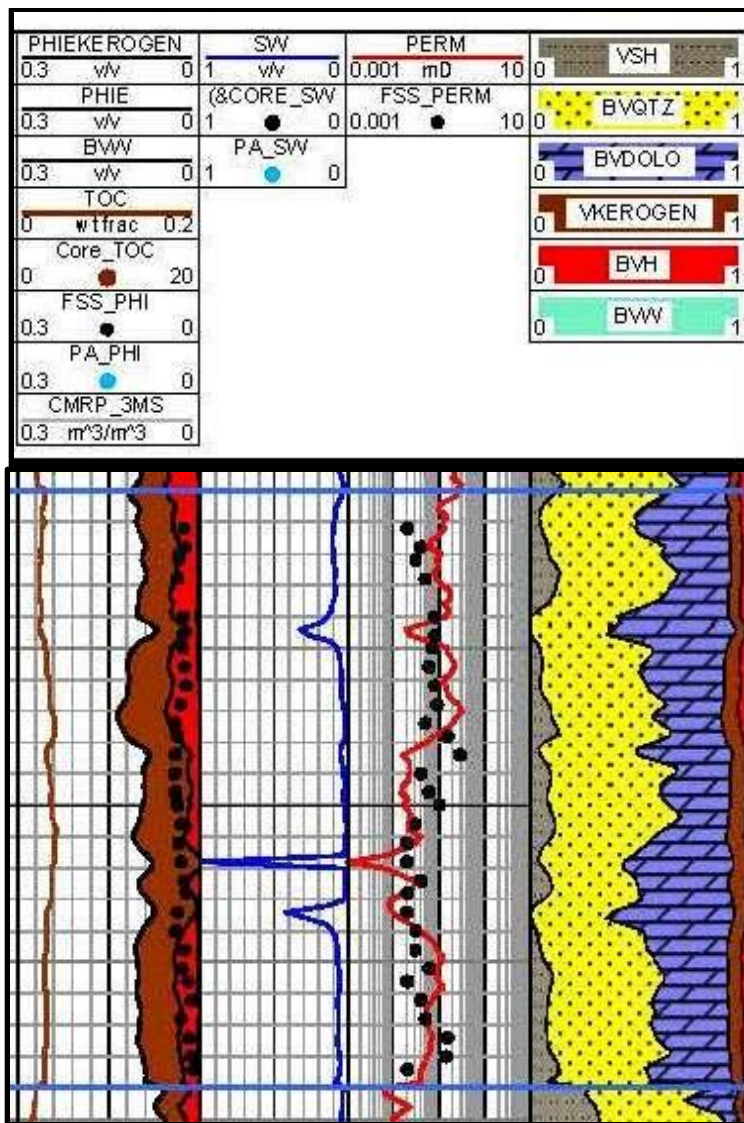 PHIEKEROGEN
0.3 v/v 0
PHIE
0.3 v/v 0
BVW
0.3 v/v 0
TOC
0 wtfrac 0.2
Core_TOC
0 20
FSS_PHI
0.3 0
PA_PHI
0.3 0
CMRP_3MS
0.3 m^3/m^3 0
SW
1 v/v 0
(&CORE_SW
1 0
PA_SW
1 0
PERM
0.001 mD 10
FSS_PERM
0.001 10
0 VSH 1
0 BVQTZ 1
0 BVDOLO 1
0 VKEROGEN 1
0 BVH 1
0 BVW 1